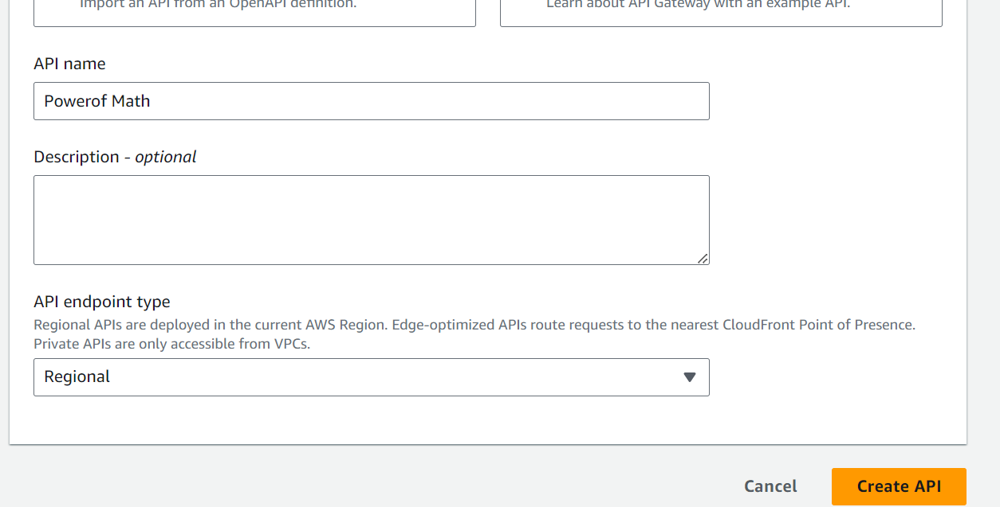 Import an API from an OpenAPI definition.
Learn about API Gateway with an example API.
API name
Powerof Math
Description - optional
API endpoint type
Regional APIs are deployed in the current AWS Region. Edge-optimized APIs route requests to the nearest CloudFront Point of Presence.
Private APIs are only accessible from VPCs.
Regional
Cancel
Create API